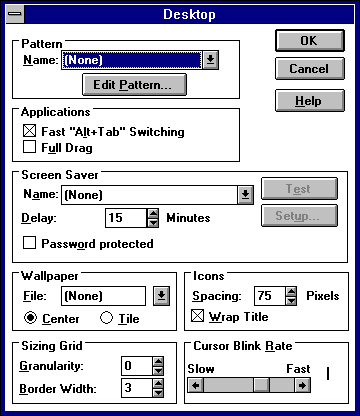 Desktop
Pattern
Name: (None)
Edit Pattern...
OK
Cancel
Help
Applications
Fast "Alt+Tab" Switching
Full Drag
Screen Saver
Name: (None)
Test
Delay: 15 Minutes
Setup...
Password protected
Wallpaper
File: (None)
Center Tile
Icons
Spacing: 75 Pixels
Wrap Title
Sizing Grid
Granularity: 0
Border Width: 3
Cursor Blink Rate
Slow Fast